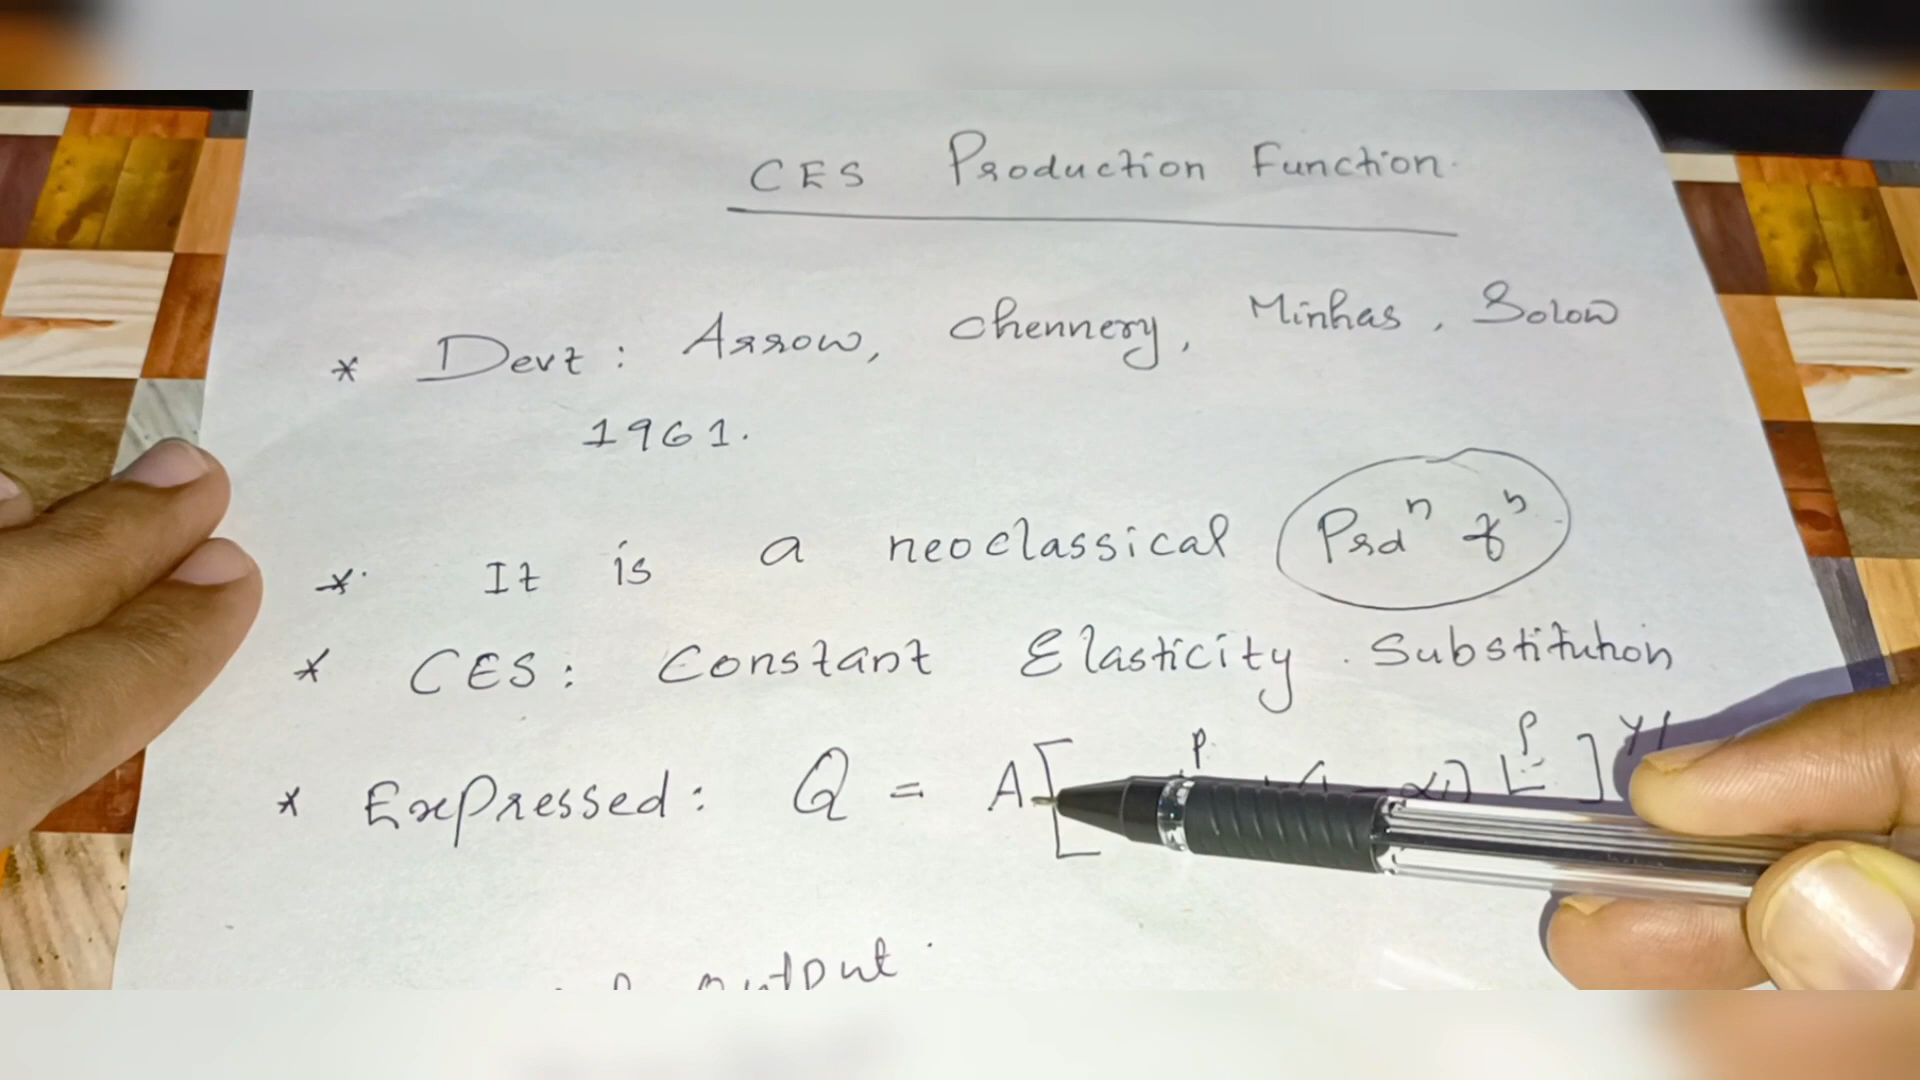 CES Production Function.
* Devt : Arrow, Chennery, Minhas, Solow
1961.
* It is a neoclassical Prdⁿ fⁿ
* CES : Constant Elasticity Substitution
* Expressed : Q = A[ ρ (1 - α) L^ρ ]
output